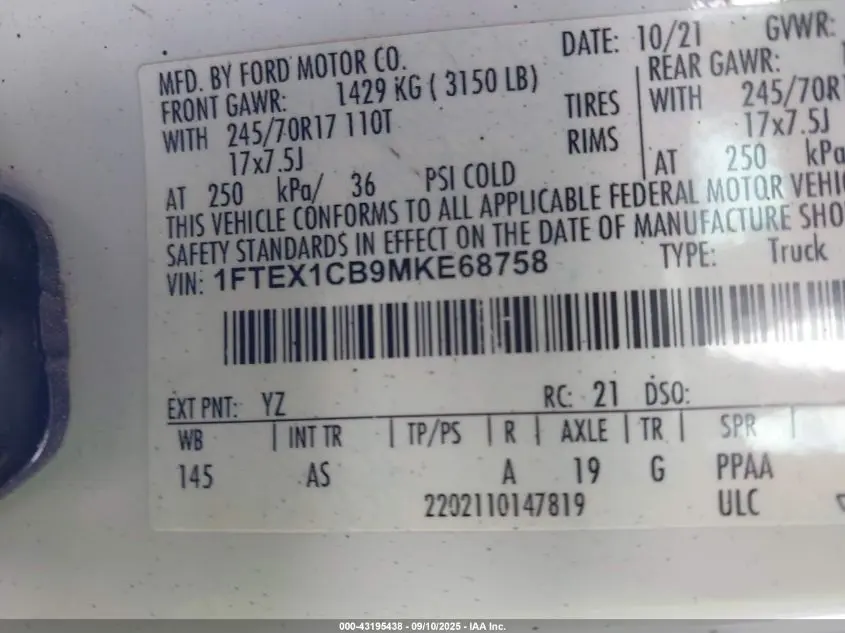 MFD. BY FORD MOTOR CO. DATE: 10/21 GVWR:
FRONT GAWR: 1429 KG ( 3150 LB) REAR GAWR:
WITH 245/70R17 110T TIRES WITH 245/70R
17x7.5J RIMS 17x7.5J
AT 250 kPa/ 36 PSI COLD AT 250 kPa
THIS VEHICLE CONFORMS TO ALL APPLICABLE FEDERAL MOTOR VEHI
SAFETY STANDARDS IN EFFECT ON THE DATE OF MANUFACTURE SHO
VIN: 1FTEX1CB9MKE68758 TYPE: Truck
EXT PNT: YZ RC: 21 DSO:
WB INT TR TP/PS R AXLE TR SPR
145 AS A 19 G PPAA
2202110147819 ULC
000-43195438 - 09/10/2025 - IAA Inc.